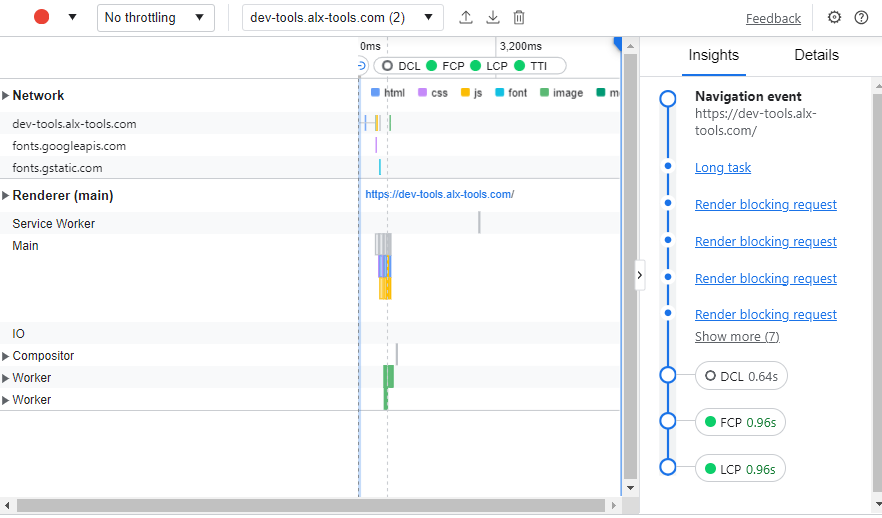 No throttling
dev-tools.alx-tools.com (2)
Feedback
0ms
3,200ms
DCL FCP LCP TTI
Network
html css js font image
dev-tools.alx-tools.com
fonts.googleapis.com
fonts.gstatic.com
Renderer (main)
https://dev-tools.alx-tools.com/
Service Worker
Main
IO
Compositor
Worker
Worker
Insights
Details
Navigation event
https://dev-tools.alx-
tools.com/
Long task
Render blocking request
Render blocking request
Render blocking request
Render blocking request
Show more (7)
DCL 0.64s
FCP 0.96s
LCP 0.96s